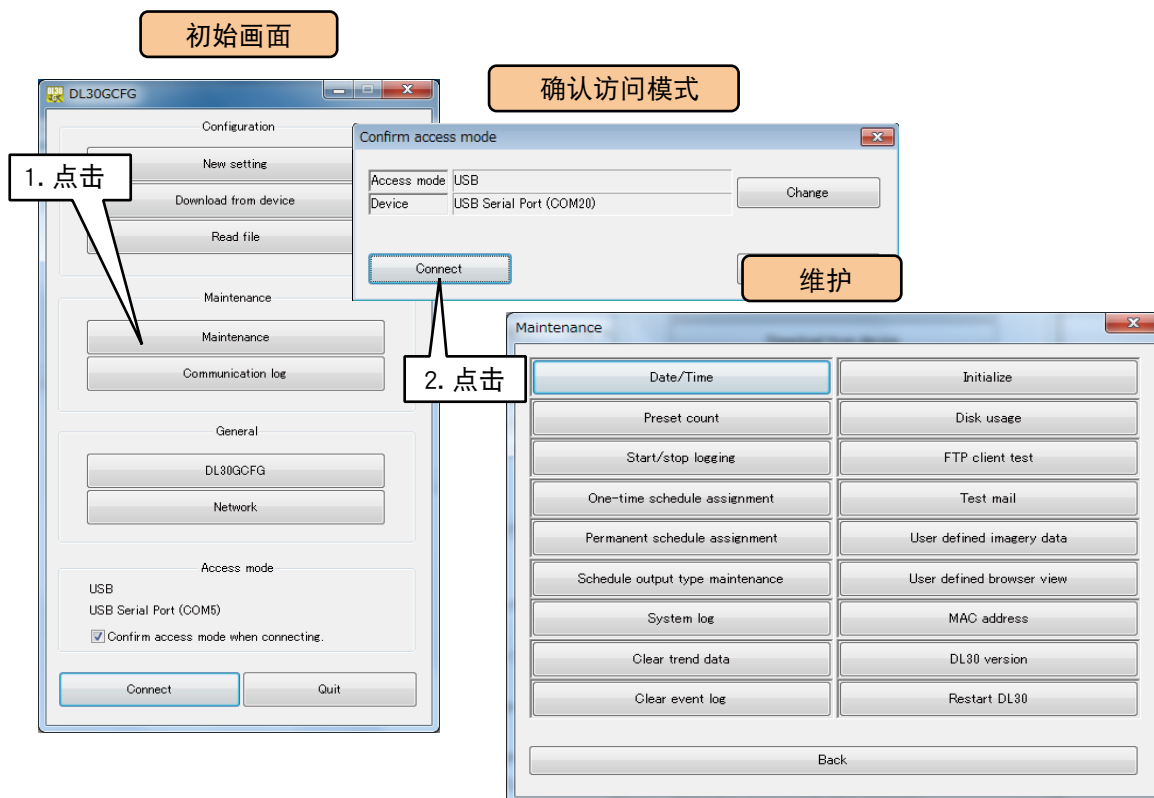 初始画面
DL30GCFG
Configuration
New setting
1. 点击
Download from device
Read file
Maintenance
Maintenance
Communication log
General
DL30GCFG
Network
Access mode
USB
USB Serial Port (COM5)
Confirm access mode when connecting.
Connect
Quit
确认访问模式
Confirm access mode
Access mode
USB
Change
Device
USB Serial Port (COM20)
Connect
2. 点击
维护
Maintenance
Date/Time
Initialize
Preset count
Disk usage
Start/stop logging
FTP client test
One-time schedule assignment
Test mail
Permanent schedule assignment
User defined imagery data
Schedule output type maintenance
User defined browser view
System log
MAC address
Clear trend data
DL30 version
Clear event log
Restart DL30
Back